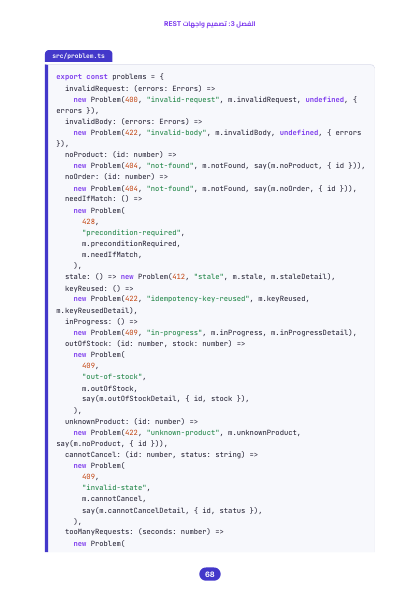 الفصل 3: تصميم واجهات REST
src/problem.ts
export const problems = {
  invalidRequest: (errors: Errors) =>
    new Problem(400, "invalid-request", m.invalidRequest, undefined, {
errors }),
  invalidBody: (errors: Errors) =>
    new Problem(422, "invalid-body", m.invalidBody, undefined, { errors
}),
  noProduct: (id: number) =>
    new Problem(404, "not-found", m.notFound, say(m.noProduct, { id })),
  noOrder: (id: number) =>
    new Problem(404, "not-found", m.notFound, say(m.noOrder, { id })),
  needIfMatch: () =>
    new Problem(
      428,
      "precondition-required",
      m.preconditionRequired,
      m.needIfMatch,
    ),
  stale: () => new Problem(412, "stale", m.stale, m.staleDetail),
  keyReused: () =>
    new Problem(422, "idempotency-key-reused", m.keyReused,
m.keyReusedDetail),
  inProgress: () =>
    new Problem(409, "in-progress", m.inProgress, m.inProgressDetail),
  outOfStock: (id: number, stock: number) =>
    new Problem(
      409,
      "out-of-stock",
      m.outOfStock,
      say(m.outOfStockDetail, { id, stock }),
    ),
  unknownProduct: (id: number) =>
    new Problem(422, "unknown-product", m.unknownProduct,
say(m.noProduct, { id })),
  cannotCancel: (id: number, status: string) =>
    new Problem(
      409,
      "invalid-state",
      m.cannotCancel,
      say(m.cannotCancelDetail, { id, status }),
    ),
  tooManyRequests: (seconds: number) =>
    new Problem(
68